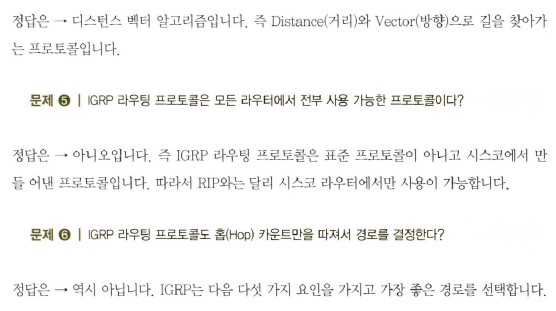 정답은 → 디스턴스 벡터 알고리즘입니다. 즉 Distance(거리)와 Vector(방향)으로 길을 찾아가
는 프로토콜입니다.
문제 ❺ | IGRP 라우팅 프로토콜은 모든 라우터에서 전부 사용 가능한 프로토콜이다?
정답은 → 아니오입니다. 즉 IGRP 라우팅 프로토콜은 표준 프로토콜이 아니고 시스코에서 만
들 어낸 프로토콜입니다. 따라서 RIP와는 달리 시스코 라우터에서만 사용이 가능합니다.
문제 ❻ | IGRP 라우팅 프로토콜도 홉(Hop) 카운트만을 따져서 경로를 결정한다?
정답은 → 역시 아닙니다. IGRP는 다음 다섯 가지 요인을 가지고 가장 좋은 경로를 선택합니다.